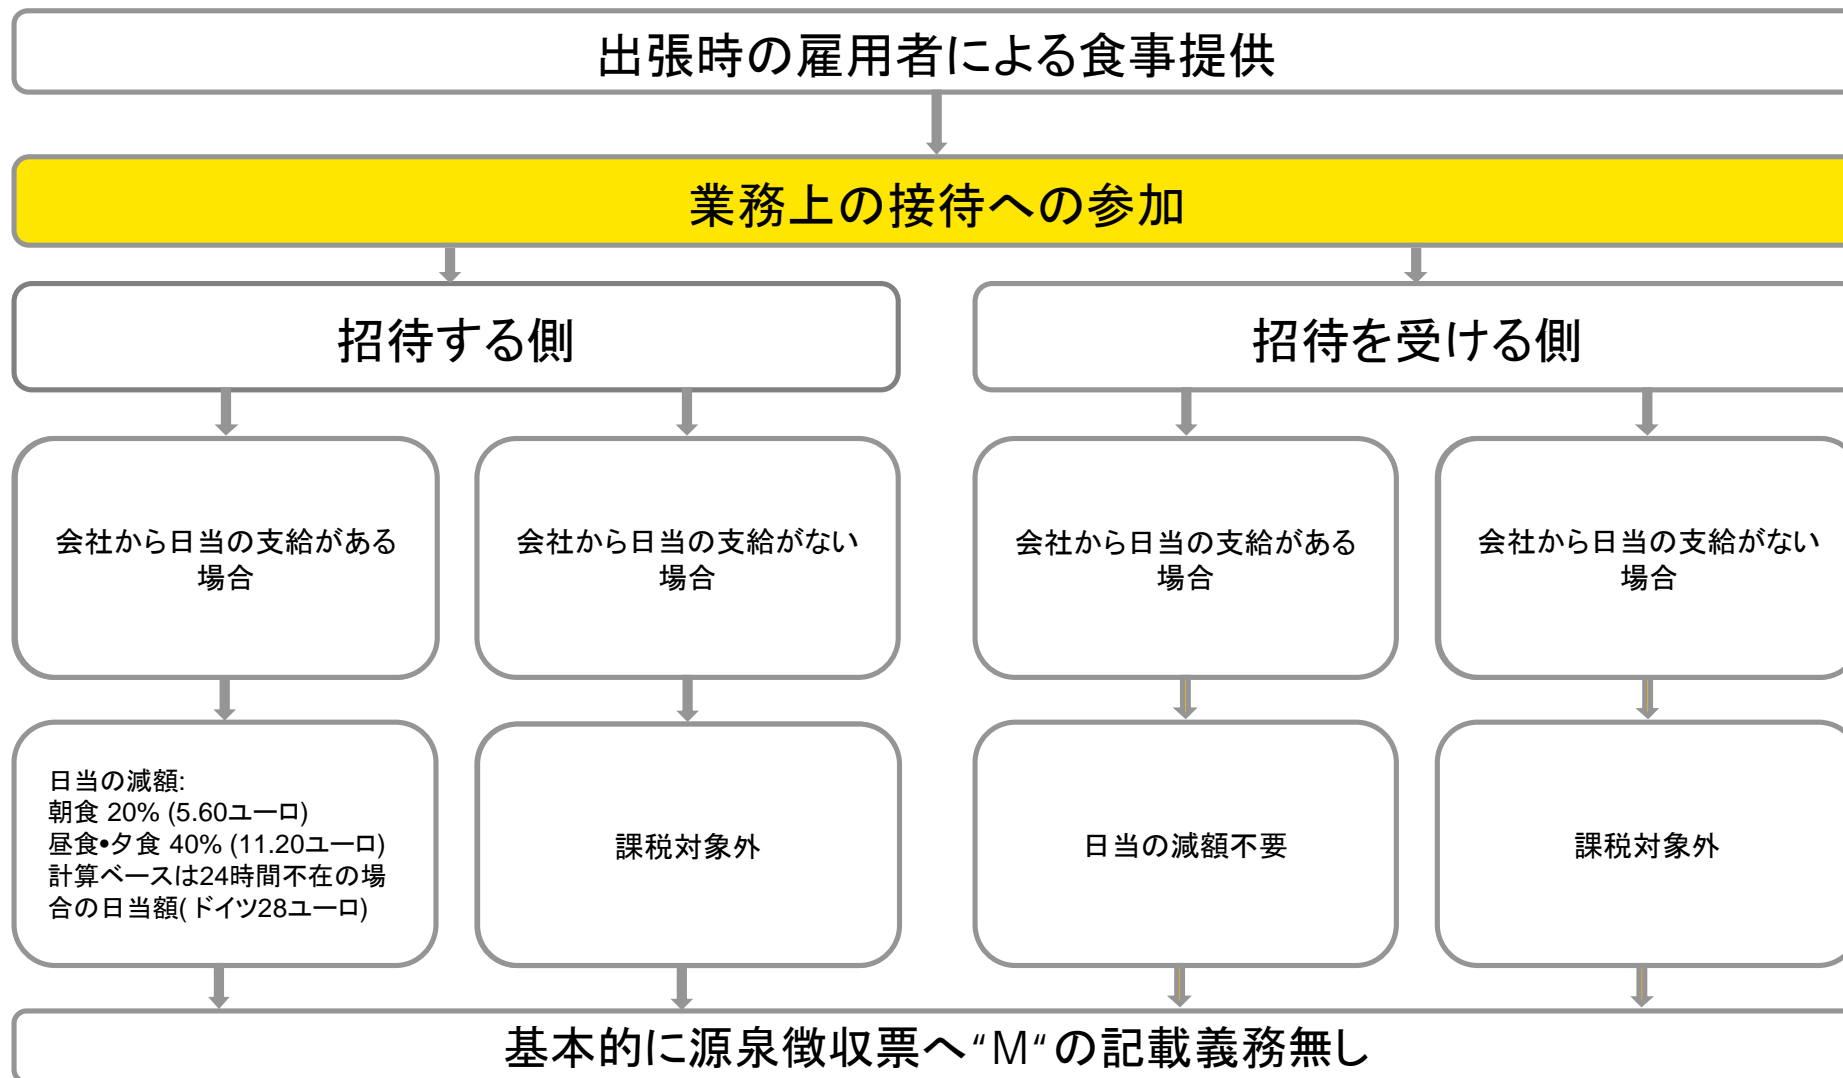 出張時の雇用者による食事提供
業務上の接待への参加
招待する側
招待を受ける側
会社から日当の支給がある
場合
会社から日当の支給がない
場合
会社から日当の支給がある
場合
会社から日当の支給がない
場合
日当の減額:
朝食 20% (5.60ユーロ)
昼食•夕食 40% (11.20ユーロ)
計算ベースは24時間不在の場
合の日当額( ドイツ28ユーロ)
課税対象外
日当の減額不要
課税対象外
基本的に源泉徴収票へ“M“の記載義務無し